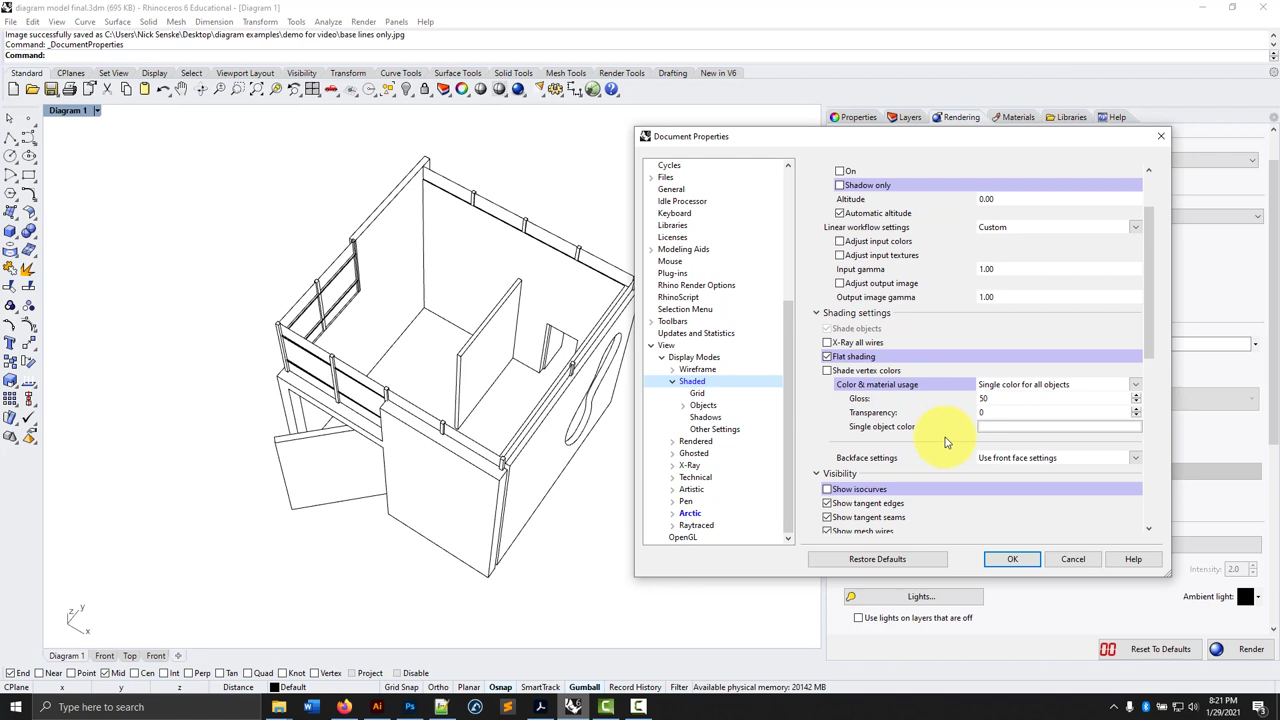 diagram model final.3dm (695 KB) - Rhinoceros 6 Educational - [Diagram 1]
File Edit View Curve Surface Solid Mesh Dimension Transform Tools Analyze Render Panels Help
Image successfully saved as C:\Users\Nick Senske\Desktop\diagram examples\demo for video\base lines only.jpg
Command: _DocumentProperties
Command:
Standard CPlanes Set View Display Select Viewport Layout Visibility Transform Curve Tools Surface Tools Solid Tools Mesh Tools Render Tools Drafting New in V6
Diagram 1
Properties Layers Rendering Materials Libraries Help
Document Properties
Cycles
Files
General
Idle Processor
Keyboard
Libraries
Licenses
Modeling Aids
Mouse
Plug-ins
Rhino Render Options
RhinoScript
Selection Menu
Toolbars
Updates and Statistics
View
Display Modes
Wireframe
Shaded
Grid
Objects
Shadows
Other Settings
Rendered
Ghosted
X-Ray
Technical
Artistic
Pen
Arctic
Raytraced
OpenGL
On
Shadow only
Altitude 0.00
Automatic altitude
Linear workflow settings Custom
Adjust input colors
Adjust input textures
Input gamma 1.00
Adjust output image
Output image gamma 1.00
Shading settings
Shade objects
X-Ray all wires
Flat shading
Shade vertex colors
Color & material usage Single color for all objects
Gloss: 50
Transparency: 0
Single object color
Backface settings Use front face settings
Visibility
Show isocurves
Show tangent edges
Show tangent seams
Show mesh wires
Restore Defaults OK Cancel Help
Intensity: 2.0
Lights... Ambient light:
Use lights on layers that are off
Reset To Defaults Render
z y
x
Diagram 1 Front Top Front
End Near Point Mid Cen Int Perp Tan Quad Knot Vertex Project Disable
CPlane x y z Distance Default Grid Snap Ortho Planar Osnap SmartTrack Gumball Record History Filter Available physical memory: 20142 MB
Type here to search
8:21 PM
1/29/2021